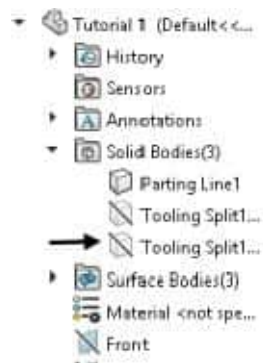 Tutorial 1 (Default<<...
History
Sensors
Annotations
Solid Bodies(3)
Parting Line1
Tooling Split1...
Tooling Split1...
Surface Bodies(3)
Material <not spe...
Front